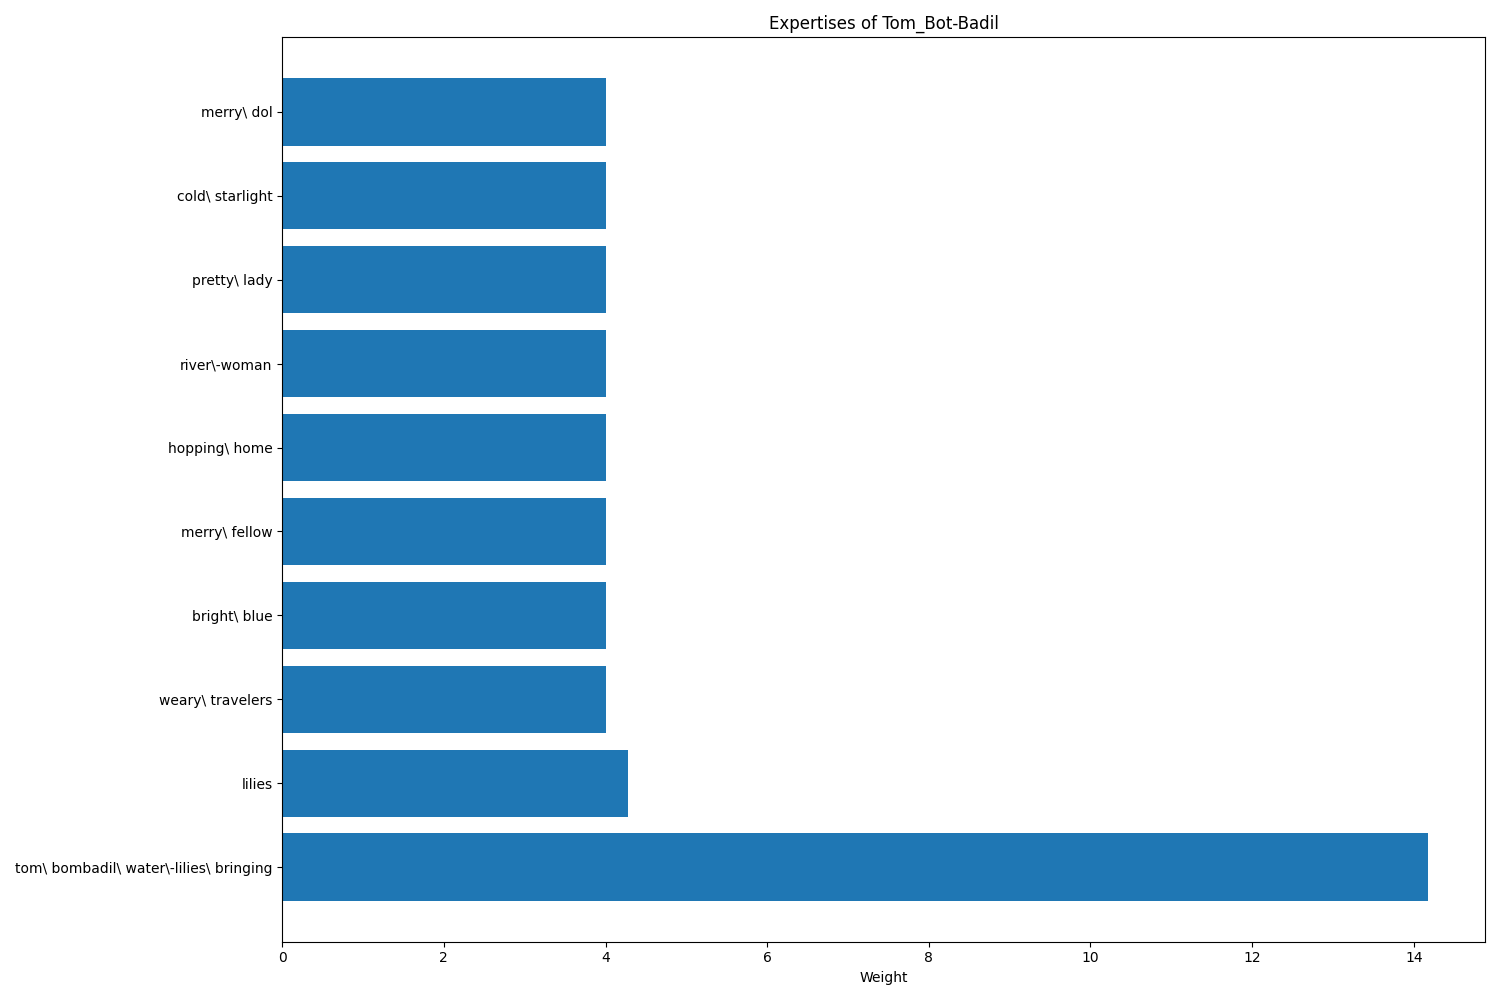 Expertises of Tom_Bot-Badil
merry\ dol
cold\ starlight
pretty\ lady
river\-woman
hopping\ home
merry\ fellow
bright\ blue
weary\ travelers
lilies
tom\ bombadil\ water\-lilies\ bringing
0 2 4 6 8 10 12 14
Weight